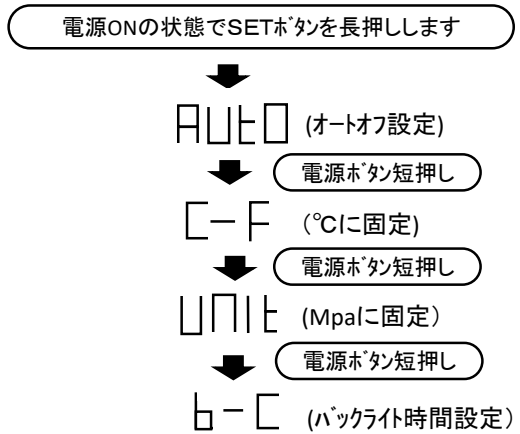 電源ONの状態でSETﾎﾞﾀﾝを長押しします
AUtO (ｵｰﾄｵﾌ設定)
電源ﾎﾞﾀﾝ短押し
C-F (℃に固定)
電源ﾎﾞﾀﾝ短押し
UNIt (Mpaに固定)
電源ﾎﾞﾀﾝ短押し
b-C (ﾊﾞｯｸﾗｲﾄ時間設定)